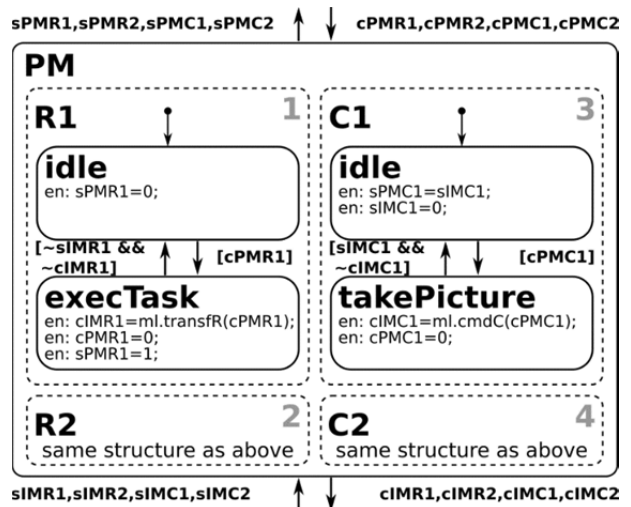 sPMR1,sPMR2,sPMC1,sPMC2
cPMR1,cPMR2,cPMC1,cPMC2
PM
R1
1
idle
en: sPMR1=0;
[~sIMR1 &&
~cIMR1]
[cPMR1]
execTask
en: cIMR1=ml.transfR(cPMR1);
en: cPMR1=0;
en: sPMR1=1;
C1
3
idle
en: sPMC1=sIMC1;
en: sIMC1=0;
[sIMC1 &&
~cIMC1]
[cPMC1]
takePicture
en: cIMC1=ml.cmdC(cPMC1);
en: cPMC1=0;
R2
2
same structure as above
C2
4
same structure as above
sIMR1,sIMR2,sIMC1,sIMC2
cIMR1,cIMR2,cIMC1,cIMC2